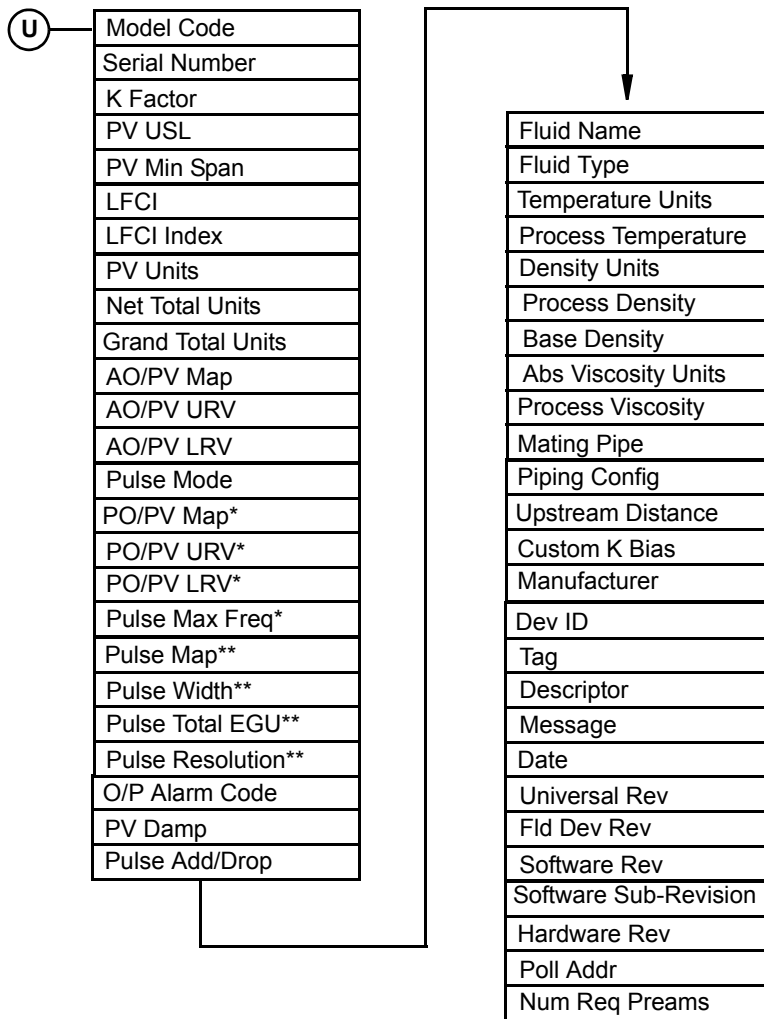 U
Model Code
Serial Number
K Factor
PV USL
PV Min Span
LFCI
LFCI Index
PV Units
Net Total Units
Grand Total Units
AO/PV Map
AO/PV URV
AO/PV LRV
Pulse Mode
PO/PV Map*
PO/PV URV*
PO/PV LRV*
Pulse Max Freq*
Pulse Map**
Pulse Width**
Pulse Total EGU**
Pulse Resolution**
O/P Alarm Code
PV Damp
Pulse Add/Drop
Fluid Name
Fluid Type
Temperature Units
Process Temperature
Density Units
Process Density
Base Density
Abs Viscosity Units
Process Viscosity
Mating Pipe
Piping Config
Upstream Distance
Custom K Bias
Manufacturer
Dev ID
Tag
Descriptor
Message
Date
Universal Rev
Fld Dev Rev
Software Rev
Software Sub-Revision
Hardware Rev
Poll Addr
Num Req Preams